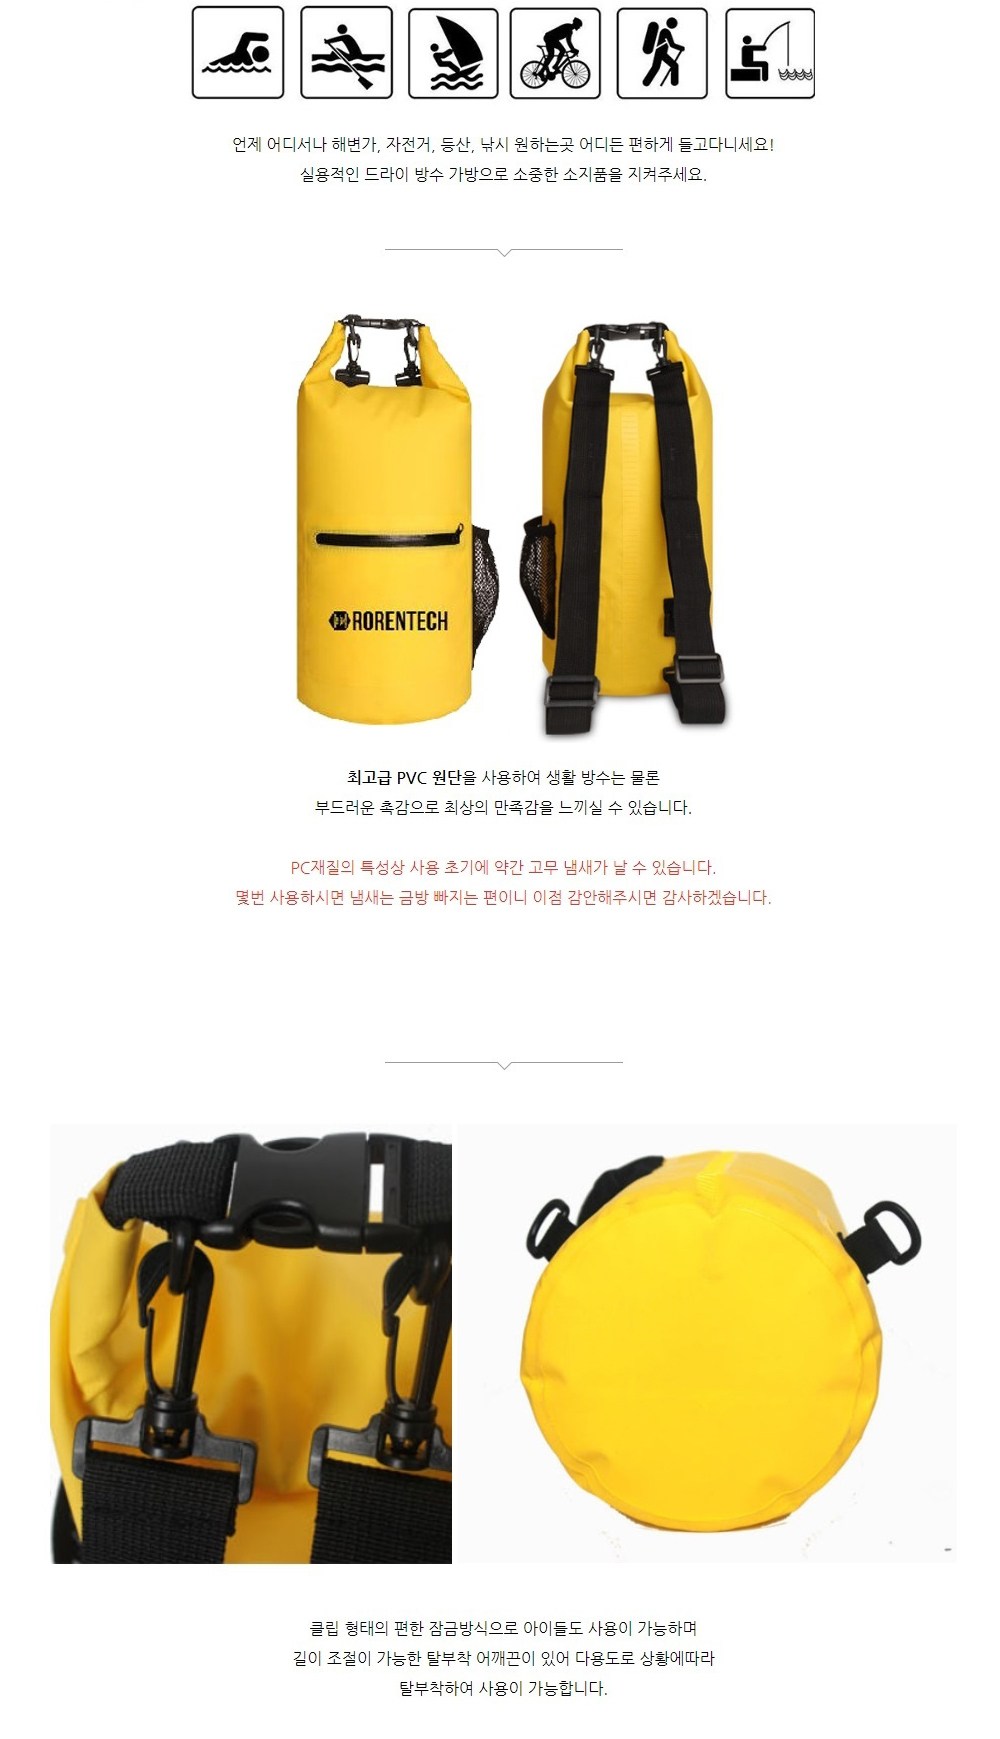 언제 어디서나 해변가, 자전거, 등산, 낚시 원하는곳 어디든 편하게 들고다니세요!
실용적인 드라이 방수 가방으로 소중한 소지품을 지켜주세요.
RORENTECH
최고급 PVC 원단을 사용하여 생활 방수는 물론
부드러운 촉감으로 최상의 만족감을 느끼실 수 있습니다.
PC재질의 특성상 사용 초기에 약간 고무 냄새가 날 수 있습니다.
몇번 사용하시면 냄새는 금방 빠지는 편이니 이점 감안해주시면 감사하겠습니다.
클립 형태의 편한 잠금방식으로 아이들도 사용이 가능하며
길이 조절이 가능한 탈부착 어깨끈이 있어 다용도로 상황에따라
탈부착하여 사용이 가능합니다.